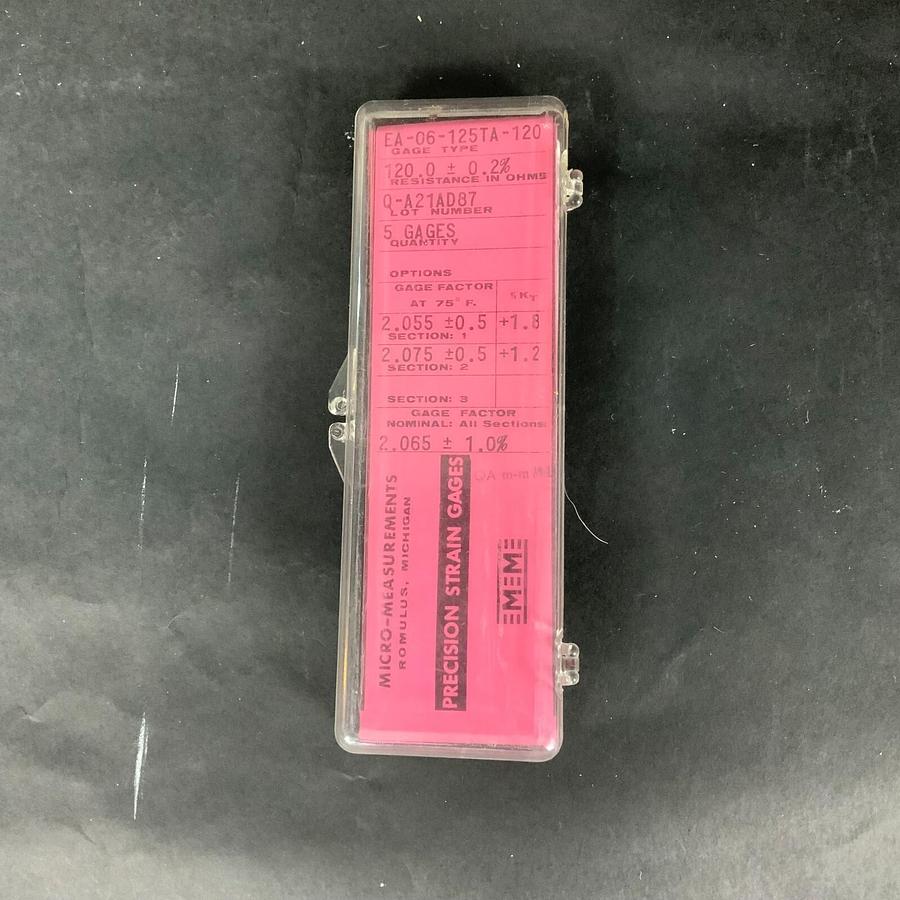 EA-06-125TA-120
GAGE TYPE
120.0 ± 0.2%
RESISTANCE IN OHMS
Q-A21AD87
LOT NUMBER
5 GAGES
QUANTITY
OPTIONS
GAGE FACTOR
AT 75° F.
2.055 ±0.5 +1.8
SECTION: 1
2.075 ±0.5 +1.2
SECTION: 2
SECTION: 3
GAGE FACTOR
NOMINAL: All Sections
2.065 ± 1.0%
QA m-m
MICRO-MEASUREMENTS
ROMULUS, MICHIGAN
PRECISION STRAIN GAGES
MM